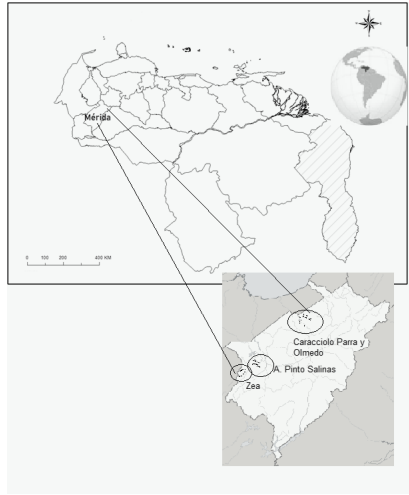 Mérida
0 100 200 400 KM
Caracciolo Parra y
Olmedo
A. Pinto Salinas
Zea